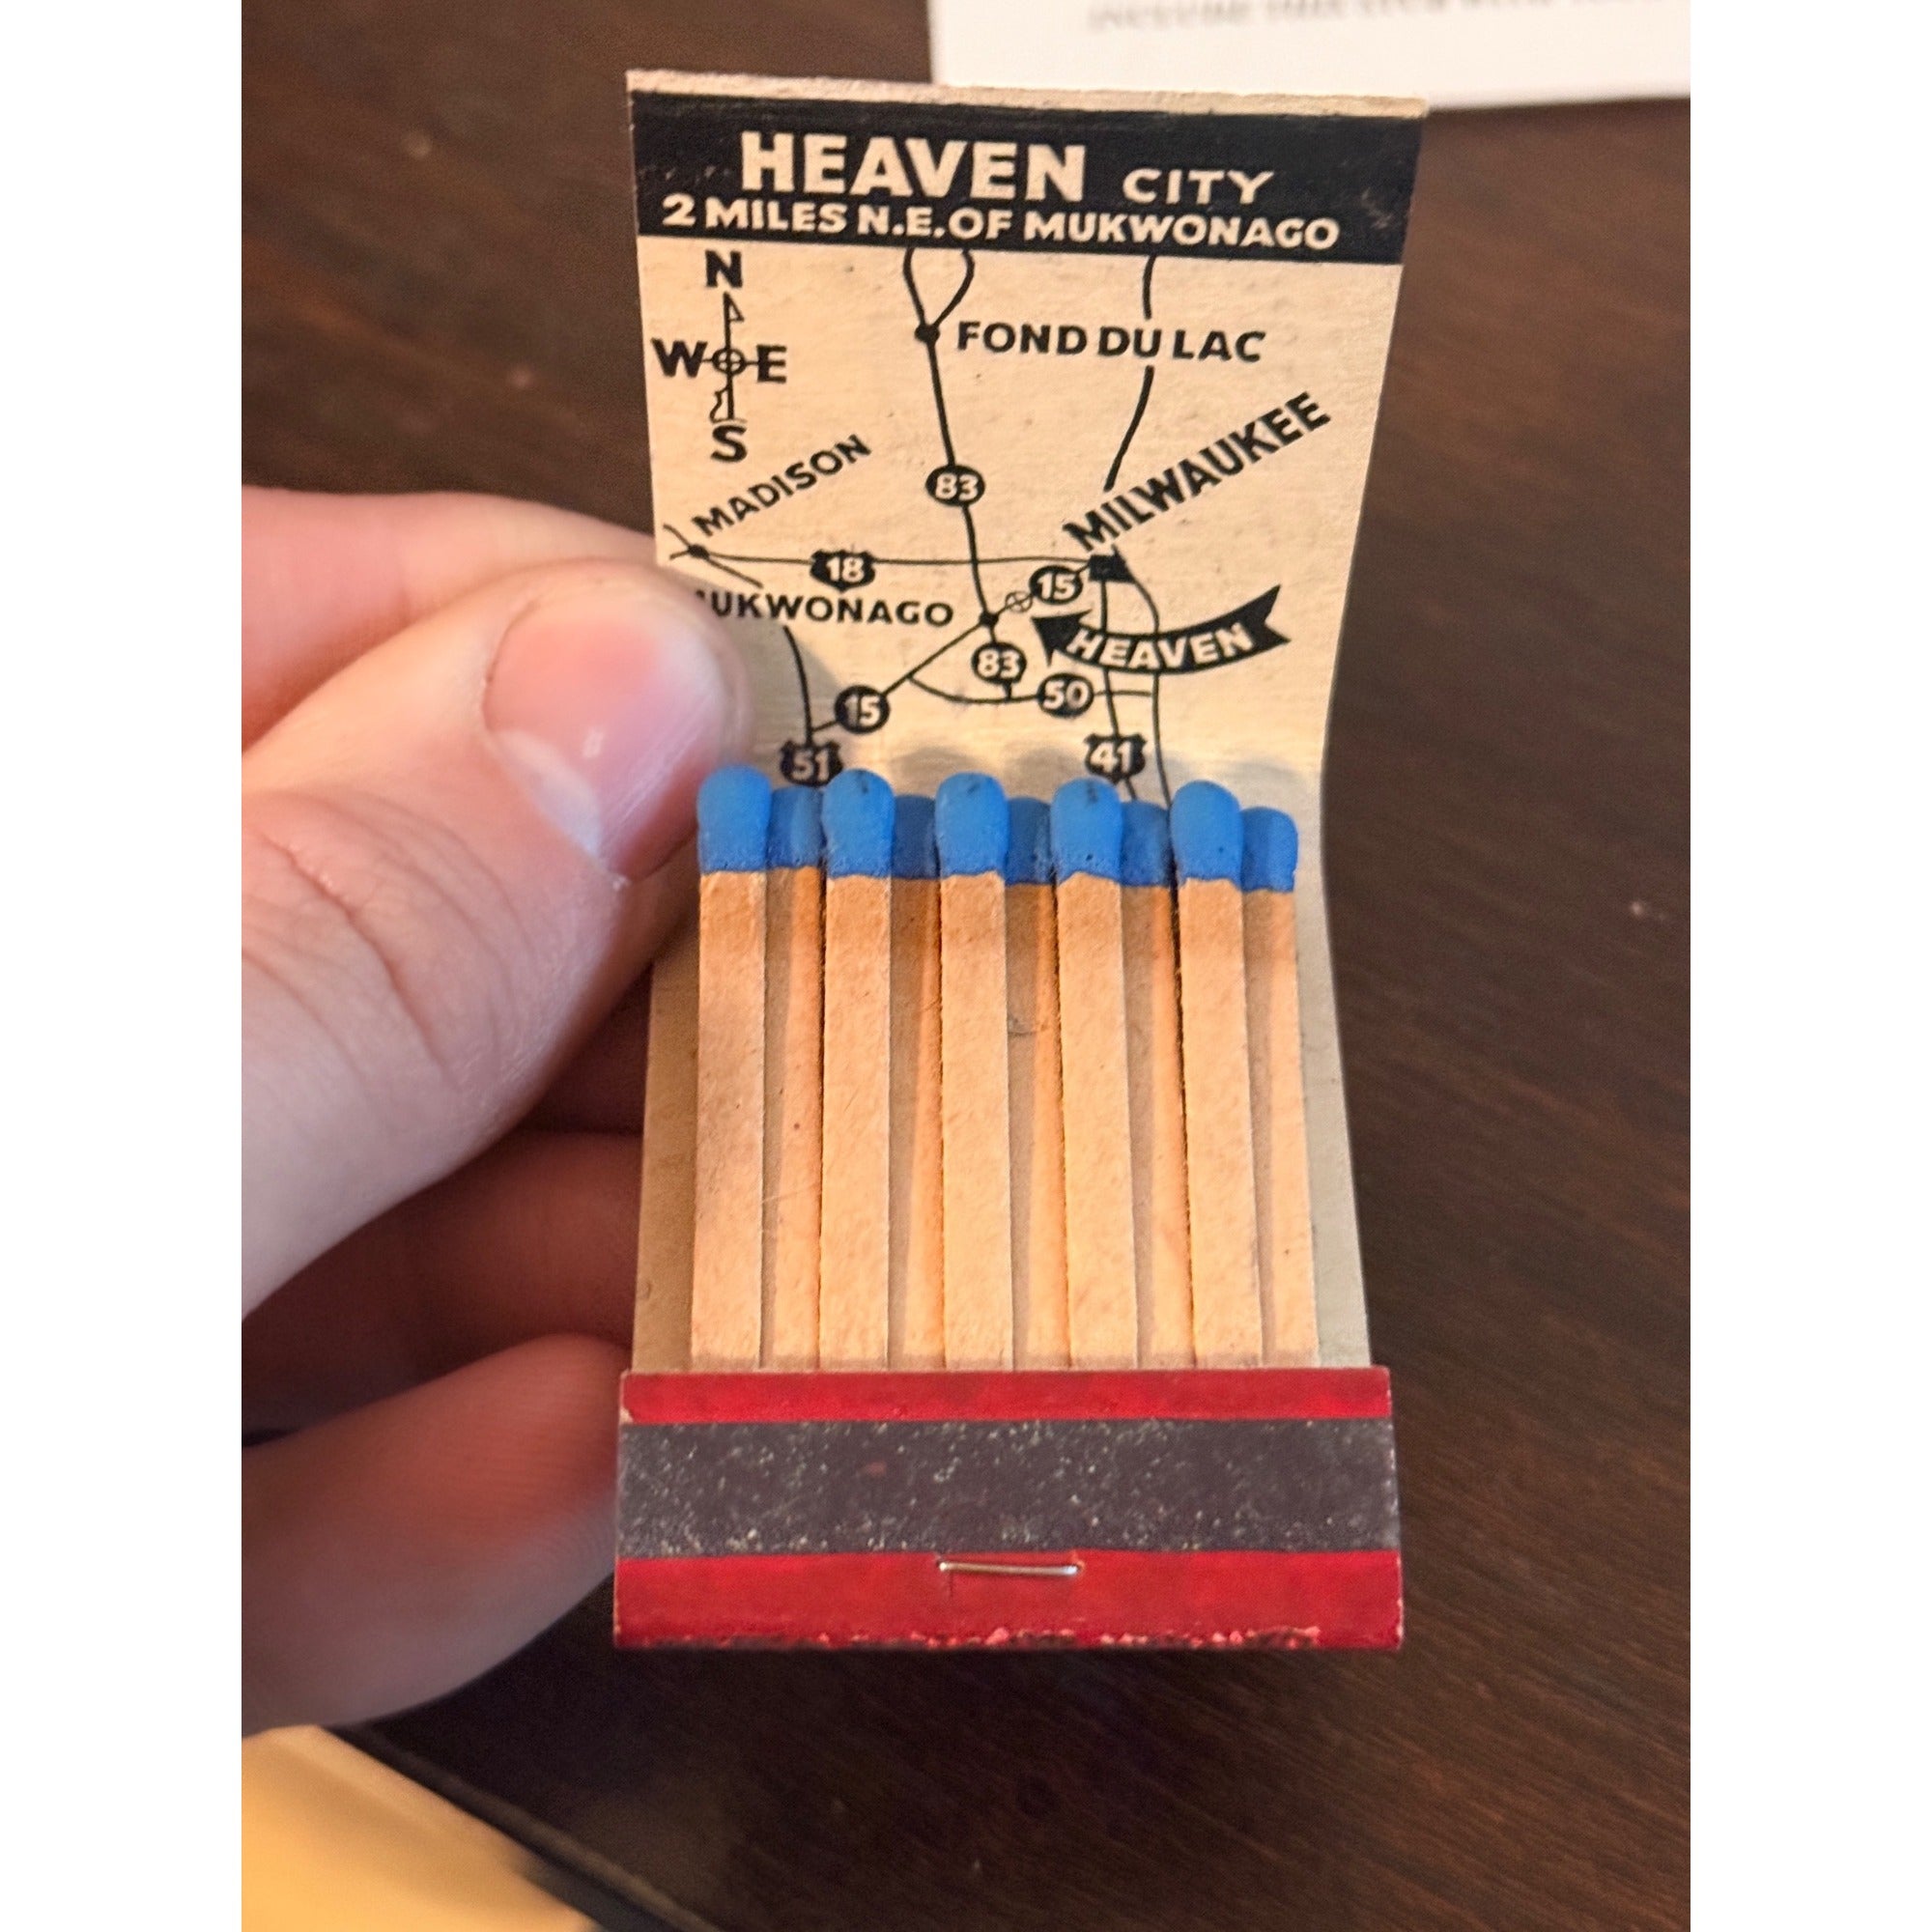 HEAVEN CITY
2 MILES N.E. OF MUKWONAGO
N
W E
S
FOND DU LAC
MADISON
83
MILWAUKEE
18
15
UKWONAGO
HEAVEN
83
50
15
51
41